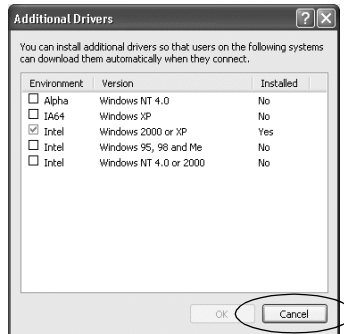 Additional Drivers
You can install additional drivers so that users on the following systems
can download them automatically when they connect.
Environment Version Installed
Alpha Windows NT 4.0 No
IA64 Windows XP No
Intel Windows 2000 or XP Yes
Intel Windows 95, 98 and Me No
Intel Windows NT 4.0 or 2000 No
OK Cancel